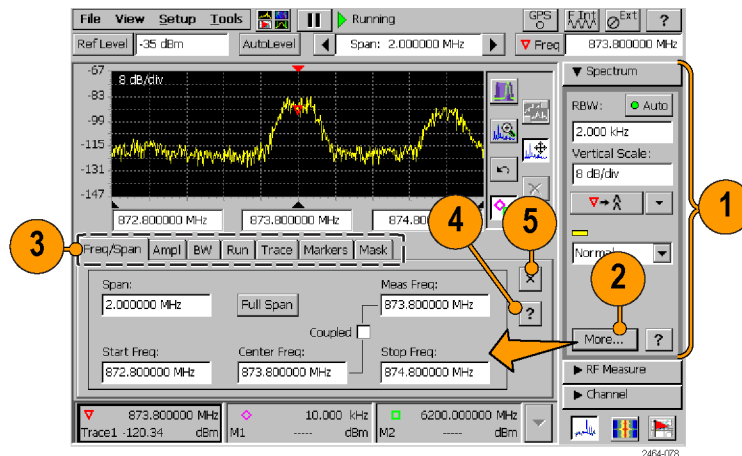 File View Setup Tools Running GPS F Int Ext ?
Ref Level -35 dBm AutoLevel Span: 2.000000 MHz Freq 873.800000 MHz
-67
8 dB/div
-83
-99
-115
-131
-147
872.800000 MHz 873.800000 MHz 874.80
Spectrum
RBW: Auto
2.000 kHz
Vertical Scale:
8 dB/div
Normal
More... ?
RF Measure
Channel
1
2
3
4
5
Freq/Span Ampl BW Run Trace Markers Mask
×
?
Span:
2.000000 MHz
Full Span
Meas Freq:
873.800000 MHz
Coupled
Start Freq:
872.800000 MHz
Center Freq:
873.800000 MHz
Stop Freq:
874.800000 MHz
873.800000 MHz
Trace1 -120.34 dBm
10.000 kHz
M1 ----- dBm
6200.000000 MHz
M2 ----- dBm
2464-078